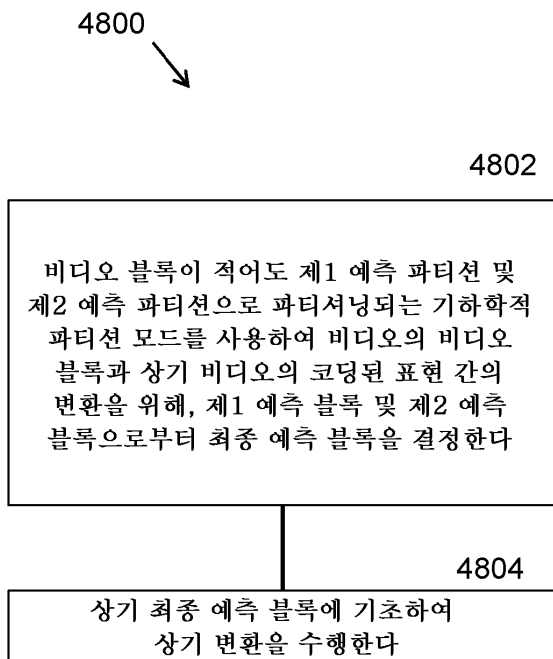 4800
4802
비디오 블록이 적어도 제1 예측 파티션 및
제2 예측 파티션으로 파티셔닝되는 기하학적
파티션 모드를 사용하여 비디오의 비디오
블록과 상기 비디오의 코딩된 표현 간의
변환을 위해, 제1 예측 블록 및 제2 예측
블록으로부터 최종 예측 블록을 결정한다
4804
상기 최종 예측 블록에 기초하여
상기 변환을 수행한다